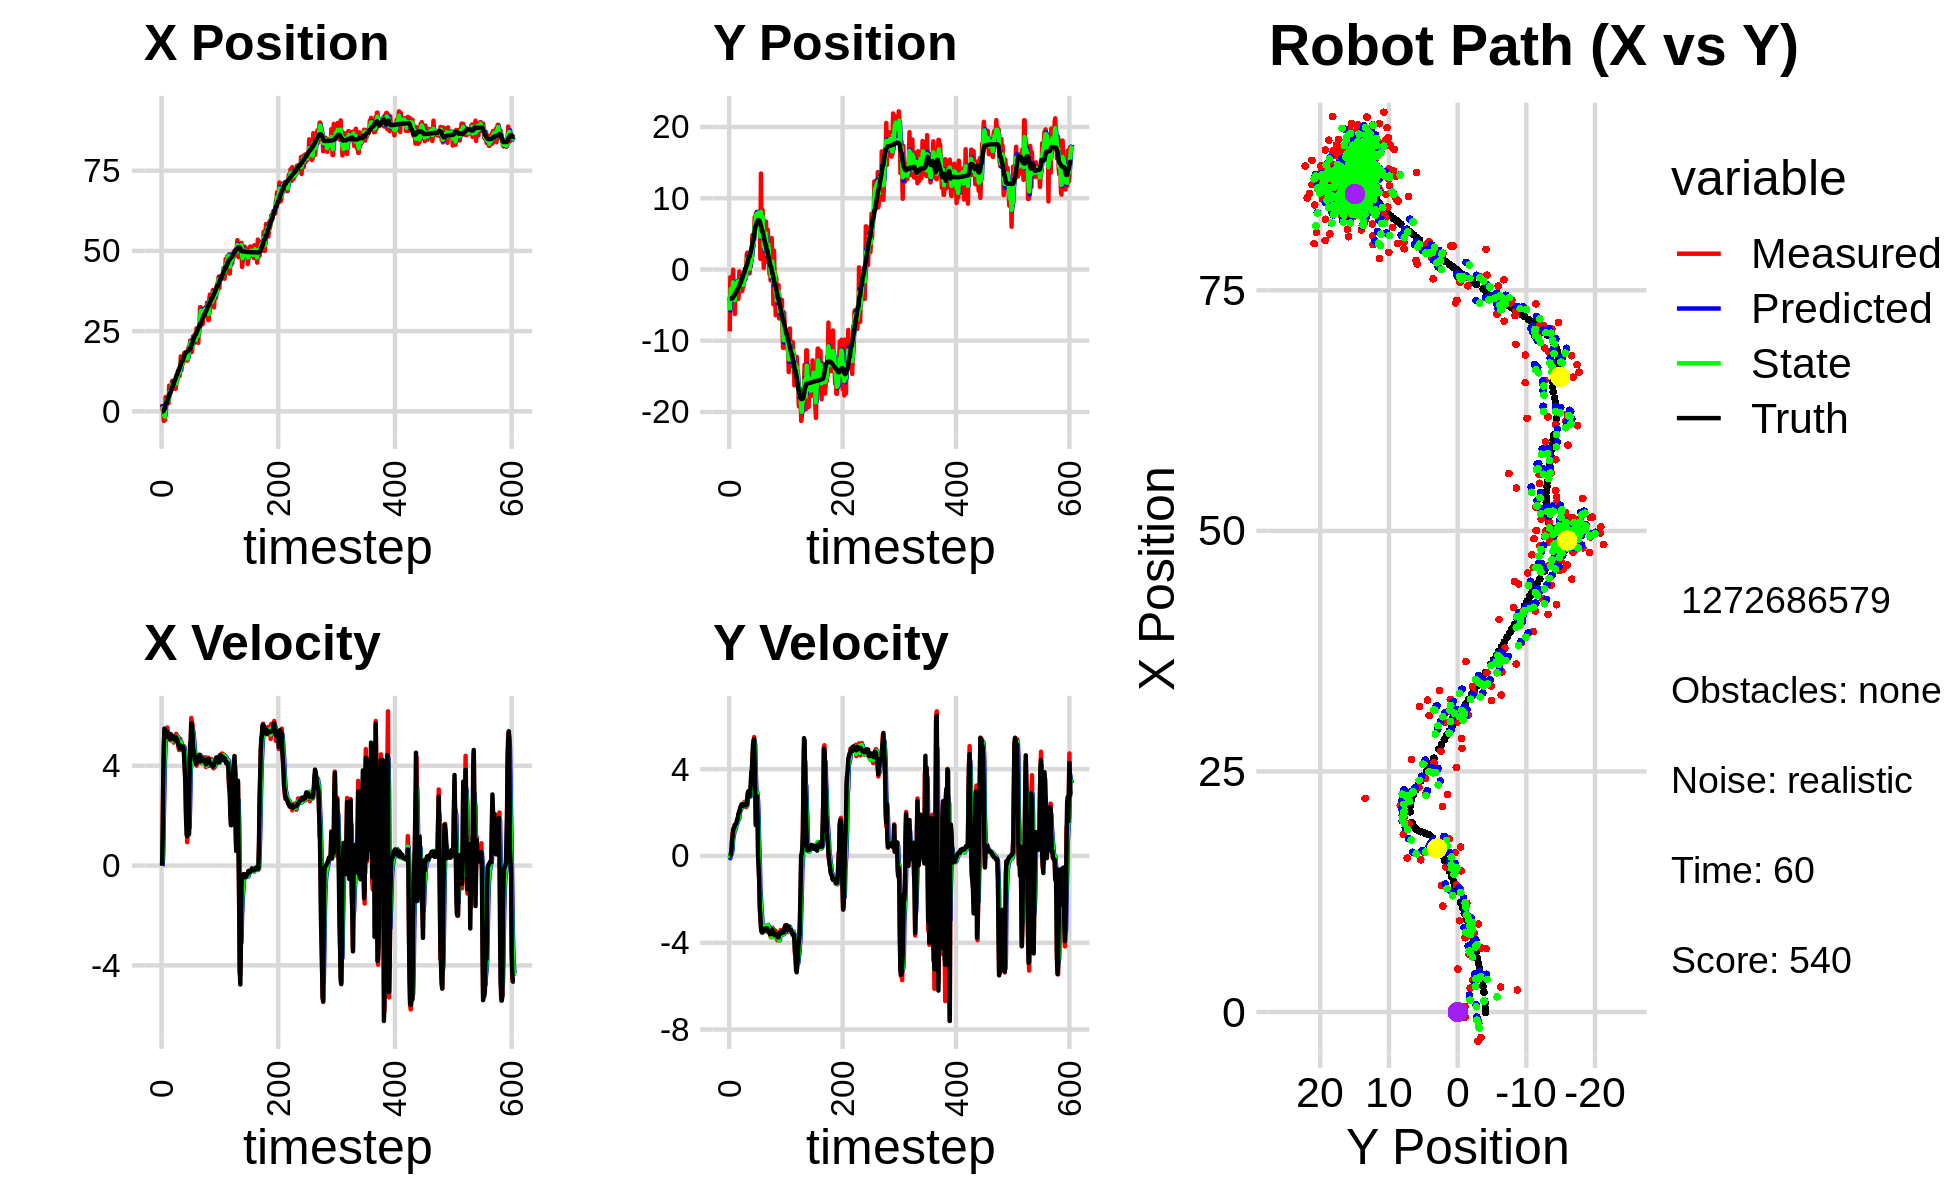 X Position
75
50
25
0
0
200
400
600
timestep
Y Position
20
10
0
-10
-20
0
200
400
600
timestep
X Velocity
4
0
-4
0
200
400
600
timestep
Y Velocity
4
0
-4
-8
0
200
400
600
timestep
Robot Path (X vs Y)
X Position
75
50
25
0
20 10 0 -10 -20
Y Position
variable
Measured
Predicted
State
Truth
1272686579
Obstacles: none
Noise: realistic
Time: 60
Score: 540